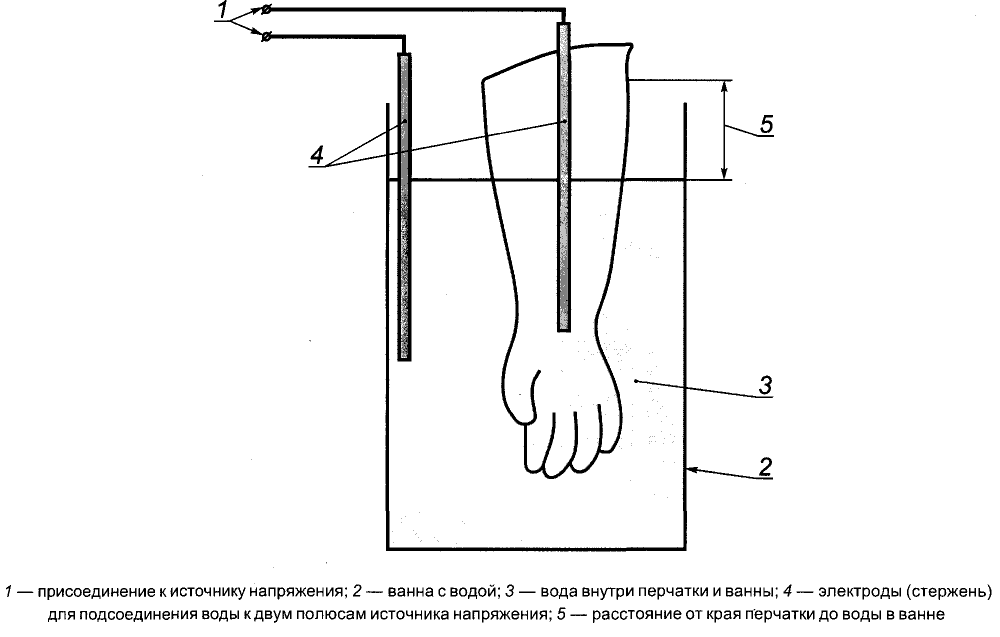 1
5
4
3
2
1 — присоединение к источнику напряжения; 2 — ванна с водой; 3 — вода внутри перчатки и ванны; 4 — электроды (стержень)
для подсоединения воды к двум полюсам источника напряжения; 5 — расстояние от края перчатки до воды в ванне